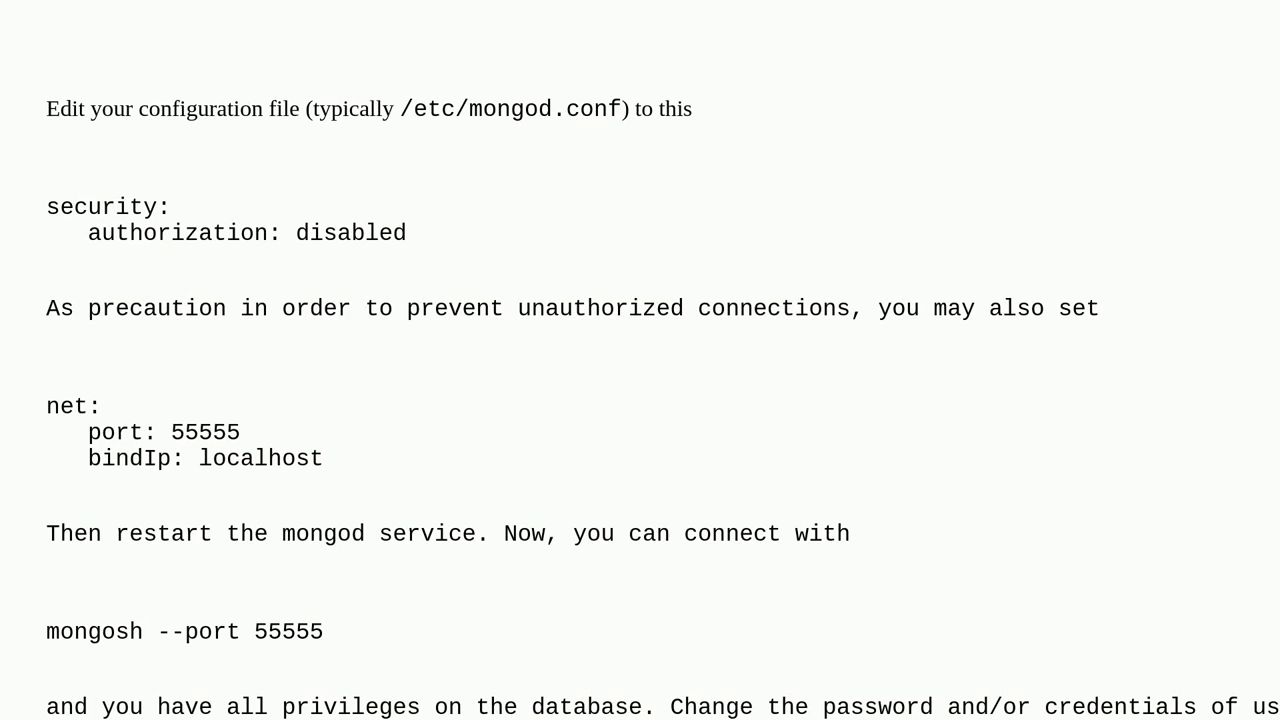 Edit your configuration file (typically /etc/mongod.conf) to this
security:
   authorization: disabled
As precaution in order to prevent unauthorized connections, you may also set
net:
   port: 55555
   bindIp: localhost
Then restart the mongod service. Now, you can connect with
mongosh --port 55555
and you have all privileges on the database. Change the password and/or credentials of us